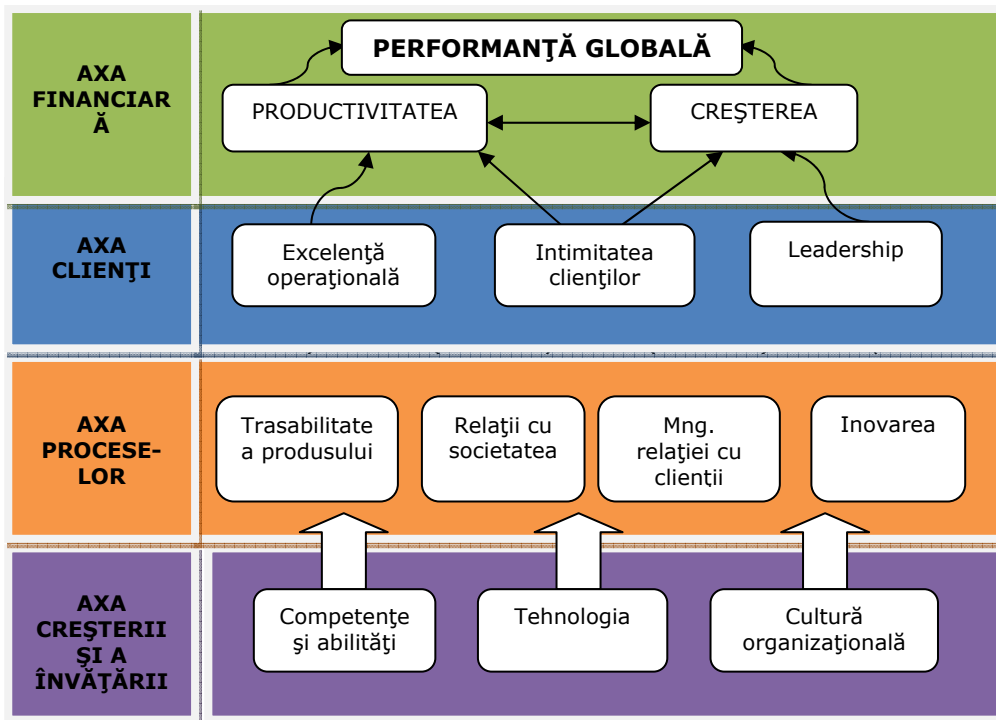 PERFORMANŢĂ GLOBALĂ
AXA
FINANCIAR
Ă
PRODUCTIVITATEA
CREŞTEREA
AXA
CLIENŢI
Excelenţă
operaţională
Intimitatea
clienţilor
Leadership
AXA
PROCESE-
LOR
Trasabilitate
a produsului
Relaţii cu
societatea
Mng.
relaţiei cu
clienţii
Inovarea
AXA
CREŞTERII
ŞI A
ÎNVĂŢĂRII
Competenţe
şi abilităţi
Tehnologia
Cultură
organizaţională